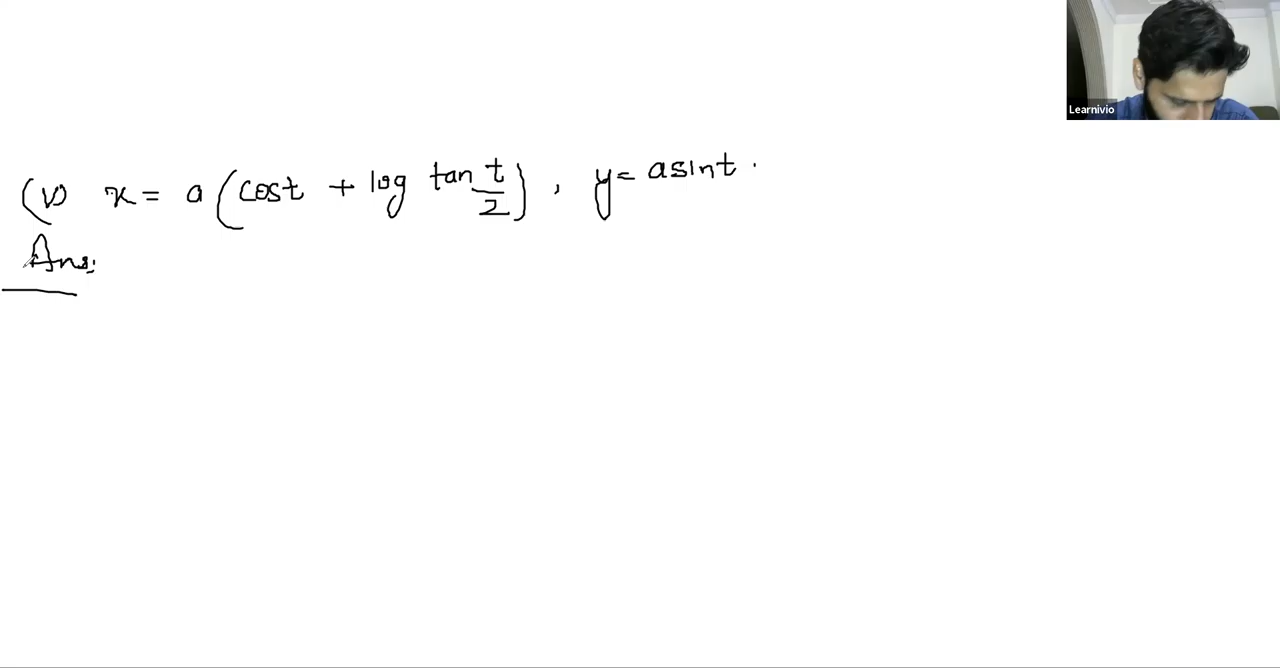 Learnivio
(v) x = a(cost + log tan t/2), y = asint .
Ans: